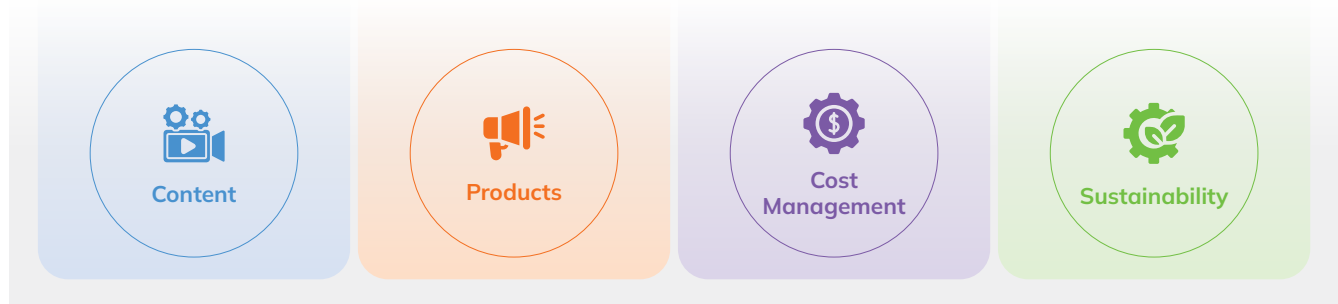 Content
Products
Cost
Management
Sustainability